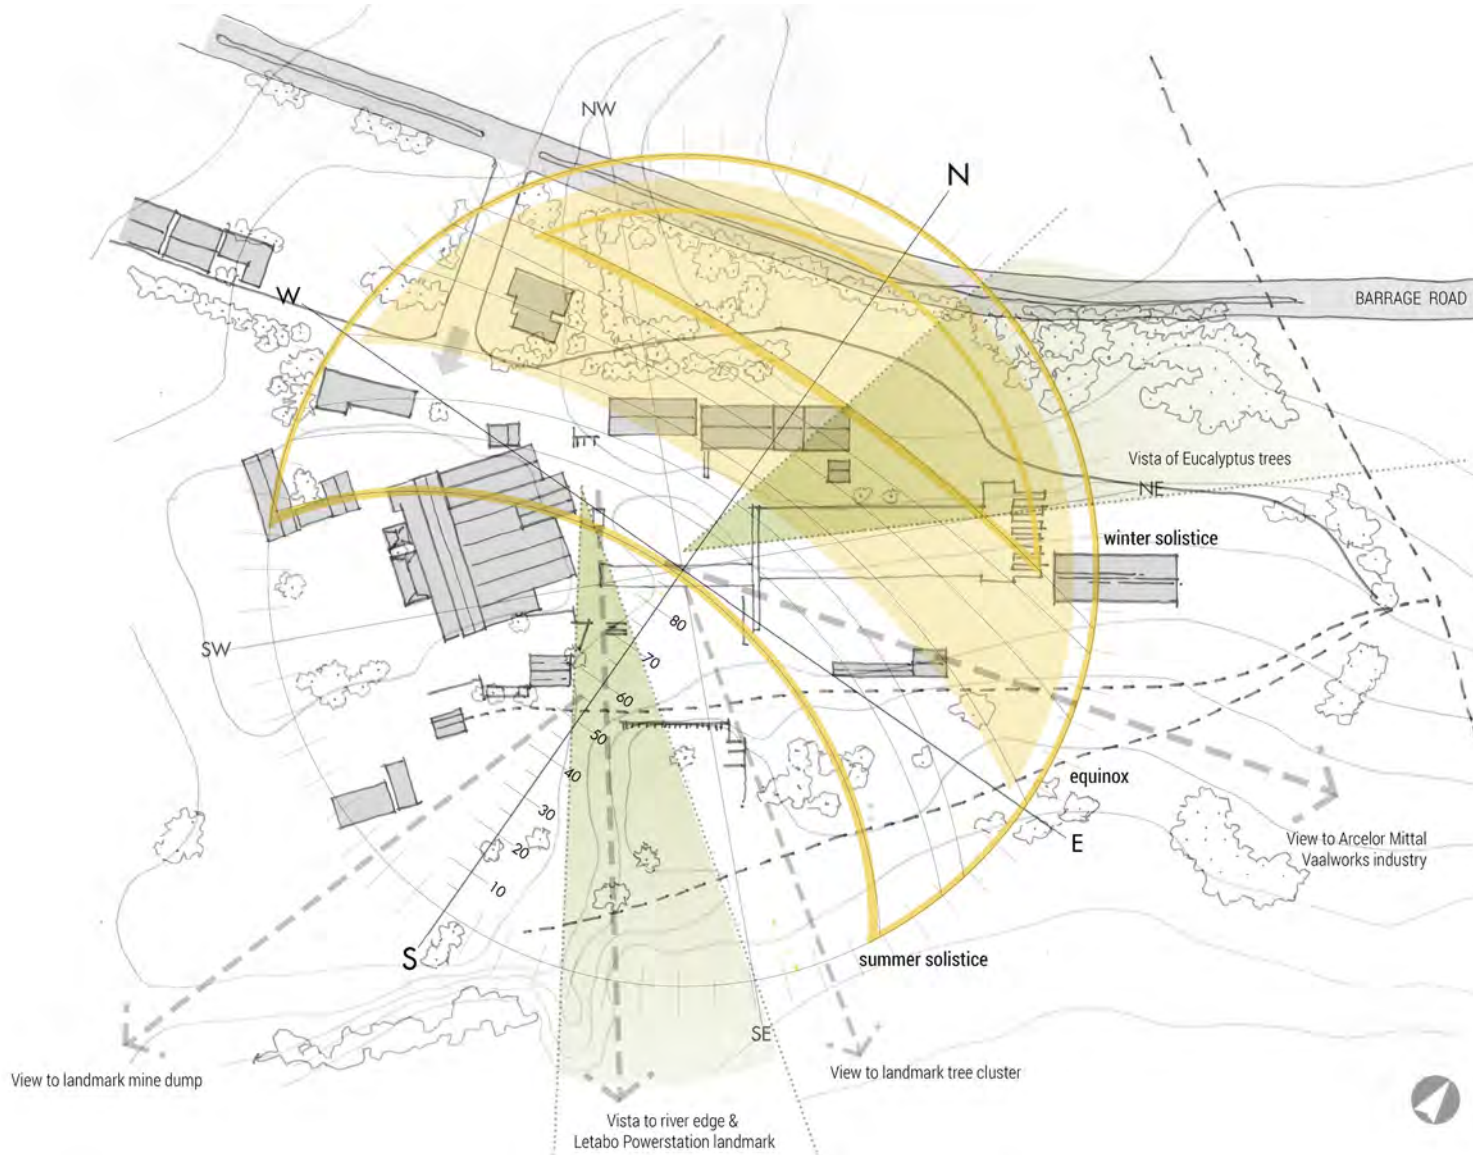 NW
N
W
BARRAGE ROAD
Vista of Eucalyptus trees
NE
winter solistice
SW
80
70
60
50
40
30
20
10
equinox
E
View to Arcelor Mittal
Vaalworks industry
S
summer solistice
SE
View to landmark mine dump
View to landmark tree cluster
Vista to river edge &
Letabo Powerstation landmark